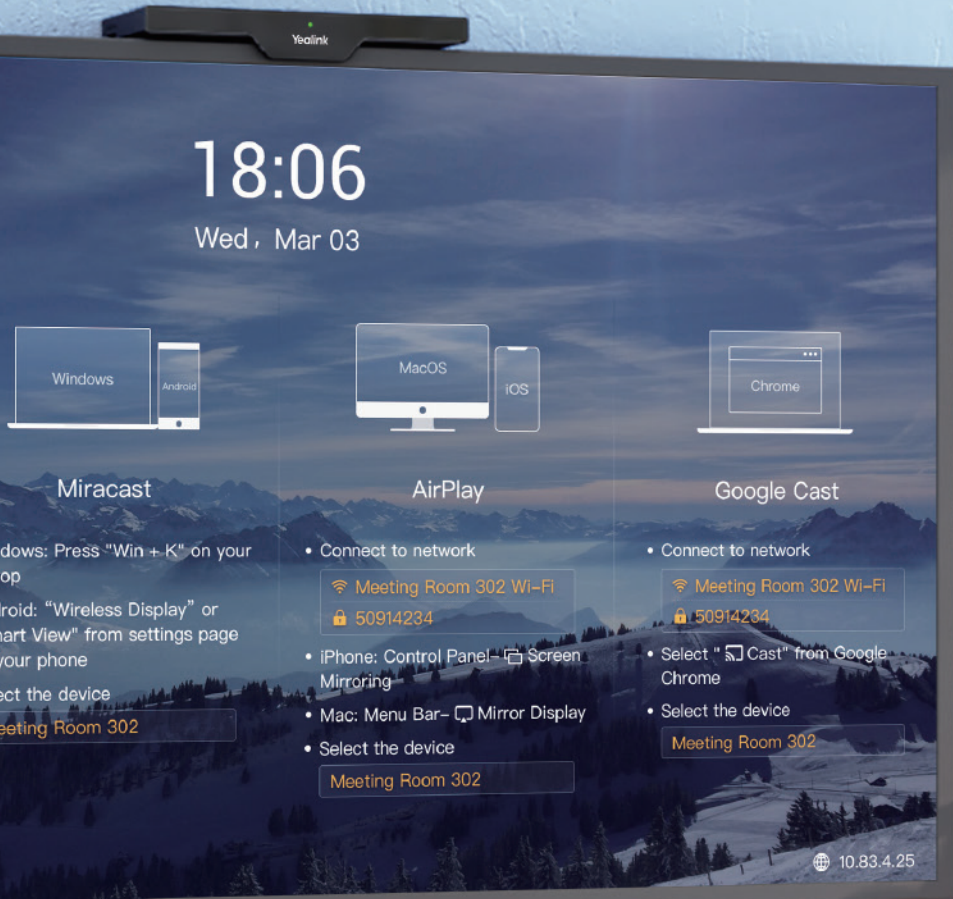 Yealink
18:06
Wed, Mar 03
Windows
Android
Miracast
dows: Press "Win + K" on your
op
roid: “Wireless Display” or
art View" from settings page
your phone
ect the device
eeting Room 302
MacOS
iOS
AirPlay
• Connect to network
Meeting Room 302 Wi-Fi
50914234
• iPhone: Control Panel- Screen
Mirroring
• Mac: Menu Bar- Mirror Display
• Select the device
Meeting Room 302
Chrome
Google Cast
• Connect to network
Meeting Room 302 Wi-Fi
50914234
• Select " Cast" from Google
Chrome
• Select the device
Meeting Room 302
10.83.4.25